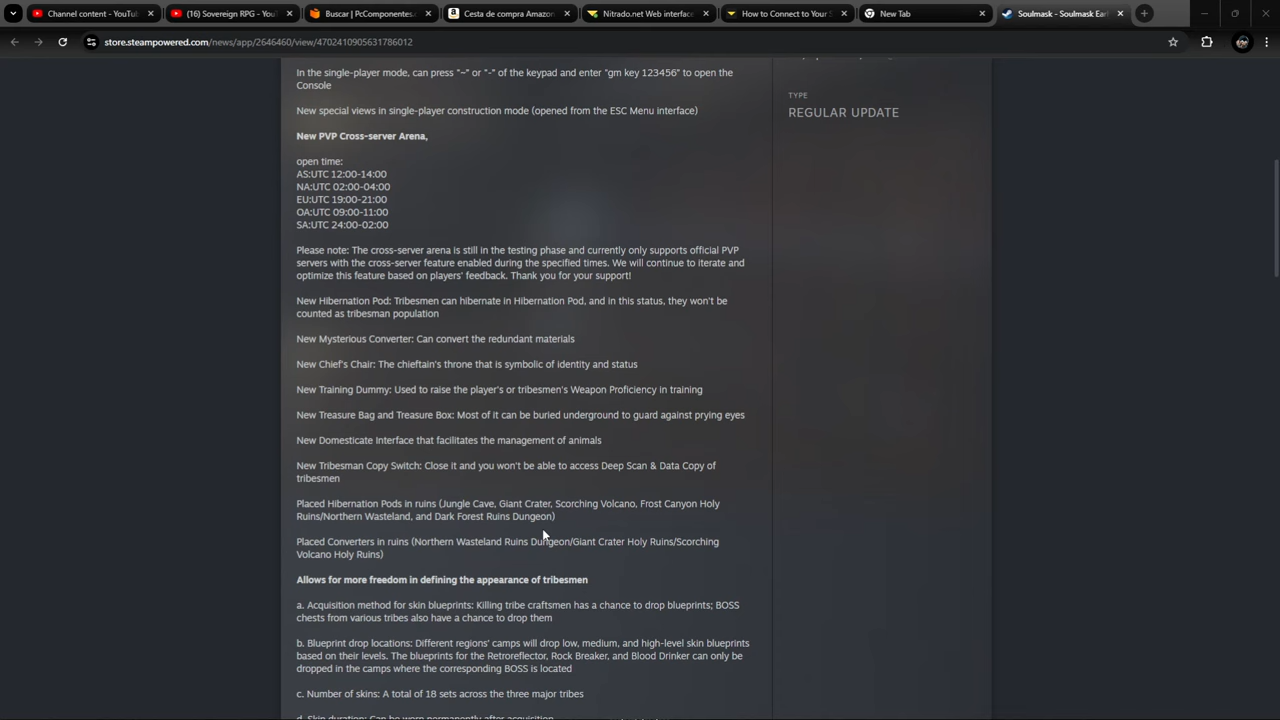 Channel content - YouTu
(16) Sovereign RPG - You
Buscar | PcComponentes.
Cesta de compra Amazon
Nitrado.net Web interfac
How to Connect to Your S
New Tab
Soulmask - Soulmask Ear
store.steampowered.com/news/app/2646460/view/4702410905631786012
In the single-player mode, can press "~" or "-" of the keypad and enter "gm key 123456" to open the
Console
TYPE
REGULAR UPDATE
New special views in single-player construction mode (opened from the ESC Menu interface)
New PVP Cross-server Arena,
open time:
AS:UTC 12:00-14:00
NA:UTC 02:00-04:00
EU:UTC 19:00-21:00
OA:UTC 09:00-11:00
SA:UTC 24:00-02:00
Please note: The cross-server arena is still in the testing phase and currently only supports official PVP
servers with the cross-server feature enabled during the specified times. We will continue to iterate and
optimize this feature based on players' feedback. Thank you for your support!
New Hibernation Pod: Tribesmen can hibernate in Hibernation Pod, and in this status, they won't be
counted as tribesman population
New Mysterious Converter: Can convert the redundant materials
New Chief's Chair: The chieftain's throne that is symbolic of identity and status
New Training Dummy: Used to raise the player's or tribesmen's Weapon Proficiency in training
New Treasure Bag and Treasure Box: Most of it can be buried underground to guard against prying eyes
New Domesticate Interface that facilitates the management of animals
New Tribesman Copy Switch: Close it and you won't be able to access Deep Scan & Data Copy of
tribesmen
Placed Hibernation Pods in ruins (Jungle Cave, Giant Crater, Scorching Volcano, Frost Canyon Holy
Ruins/Northern Wasteland, and Dark Forest Ruins Dungeon)
Placed Converters in ruins (Northern Wasteland Ruins Dungeon/Giant Crater Holy Ruins/Scorching
Volcano Holy Ruins)
Allows for more freedom in defining the appearance of tribesmen
a. Acquisition method for skin blueprints: Killing tribe craftsmen has a chance to drop blueprints; BOSS
chests from various tribes also have a chance to drop them
b. Blueprint drop locations: Different regions' camps will drop low, medium, and high-level skin blueprints
based on their levels. The blueprints for the Retroreflector, Rock Breaker, and Blood Drinker can only be
dropped in the camps where the corresponding BOSS is located
c. Number of skins: A total of 18 sets across the three major tribes
d. Skin duration: Can be worn permanently after acquisition